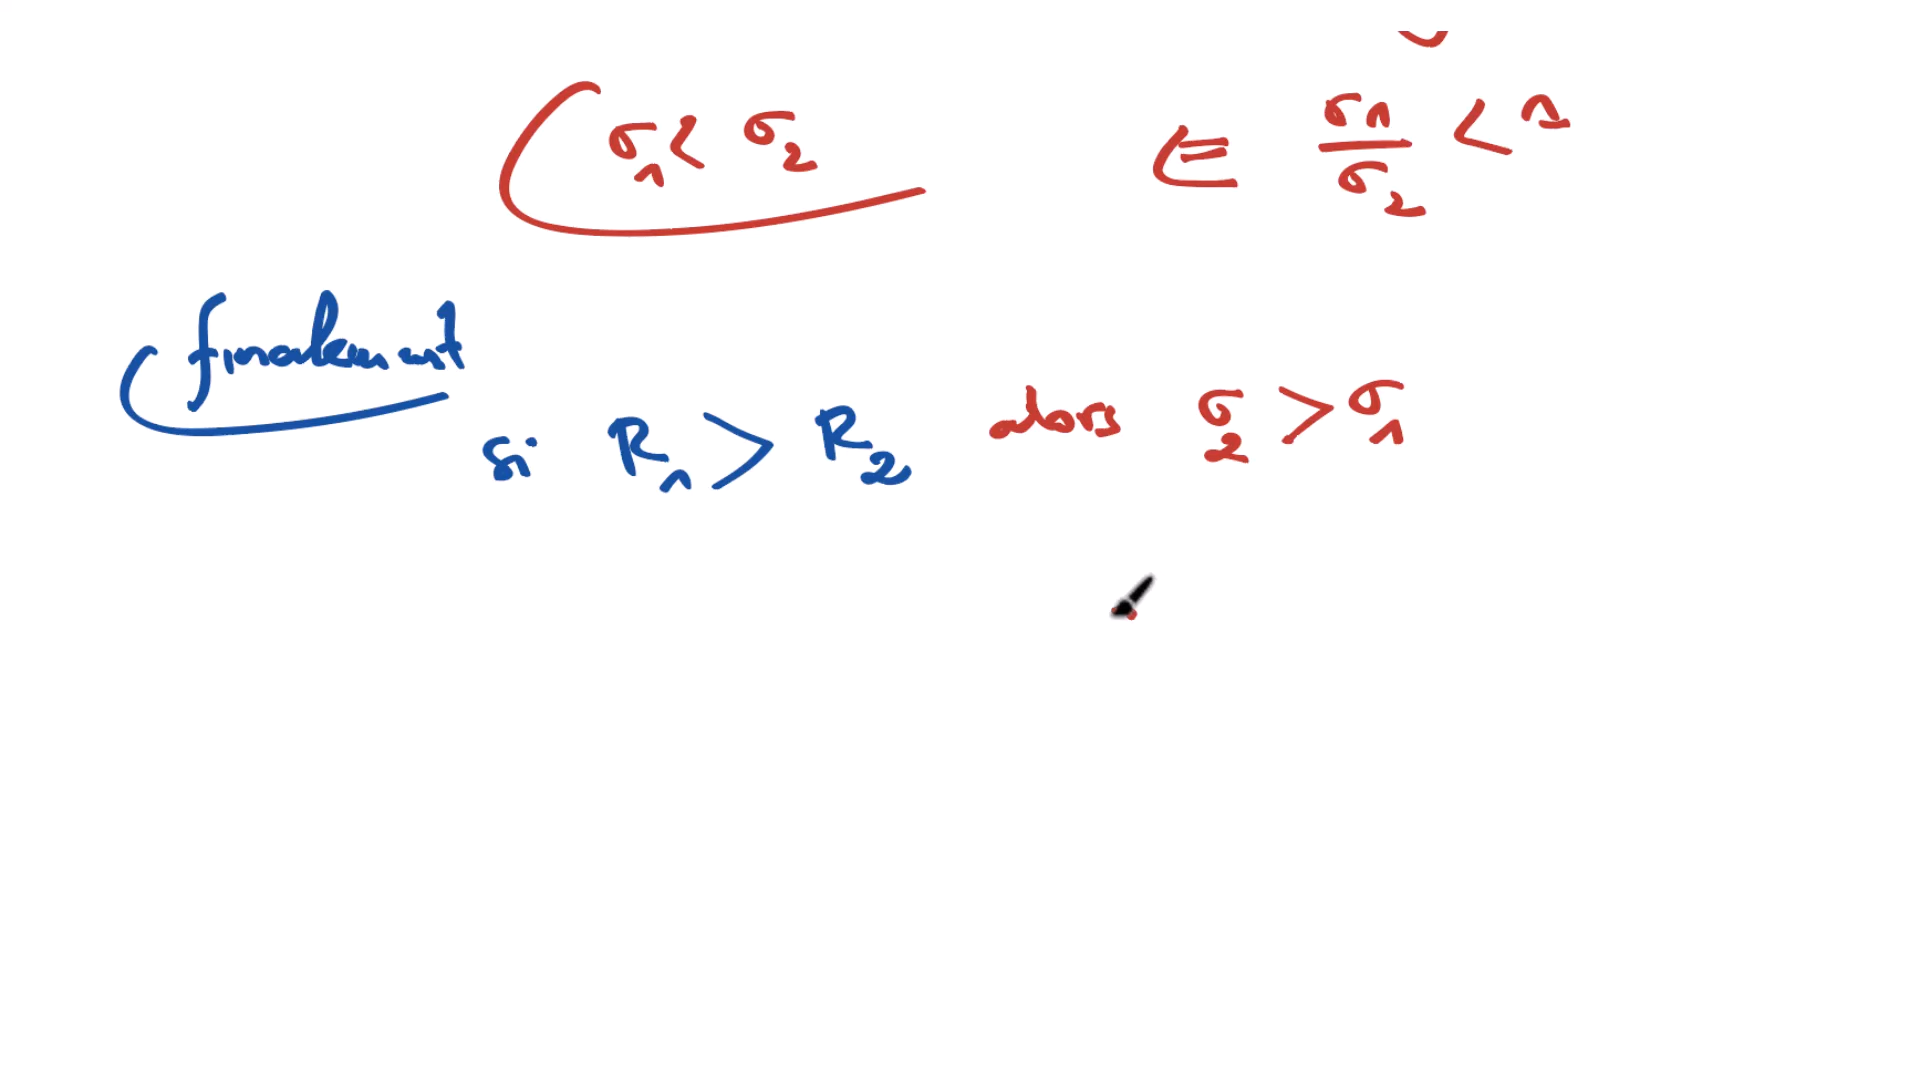 σ₁ < σ₂ ⇐ σ₁/σ₂ < 1
finalement
si R₁ > R₂ alors σ₂ > σ₁